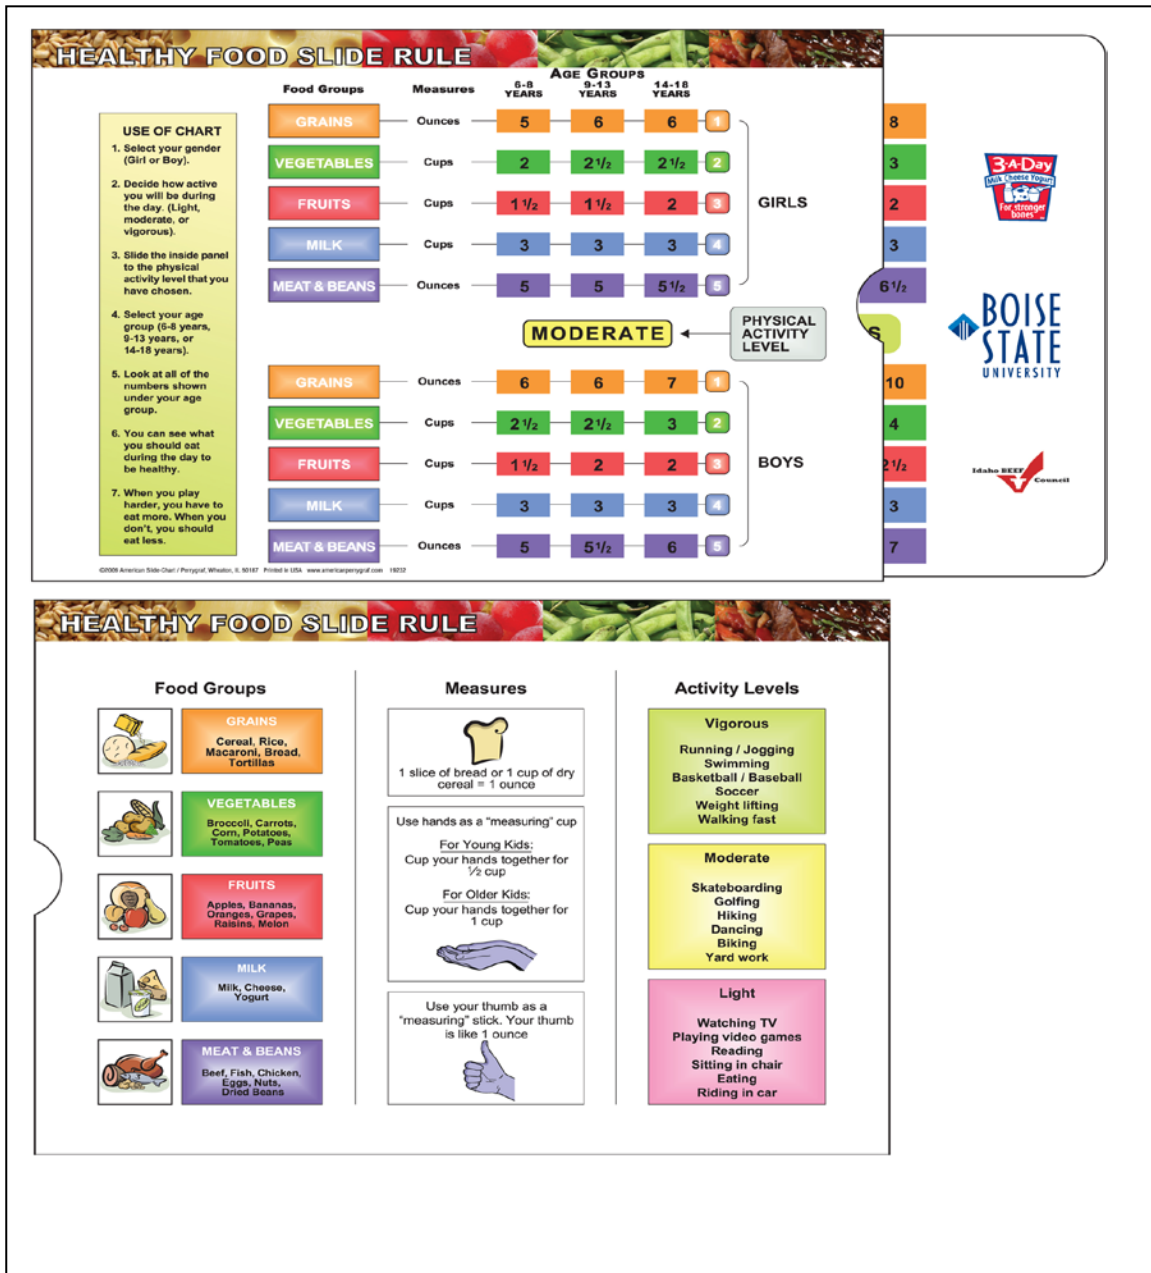 HEALTHY FOOD SLIDE RULE
AGE GROUPS
Food Groups Measures 6-8 YEARS 9-13 YEARS 14-18 YEARS
USE OF CHART
1. Select your gender
(Girl or Boy).
2. Decide how active
you will be during
the day. (Light,
moderate, or
vigorous).
3. Slide the inside panel
to the physical
activity level that you
have chosen.
4. Select your age
group (6-8 years,
9-13 years, or
14-18 years).
5. Look at all of the
numbers shown
under your age
group.
6. You can see what
you should eat
during the day to
be healthy.
7. When you play
harder, you have to
eat more. When you
don't, you should
eat less.
GRAINS Ounces 5 6 6 1
VEGETABLES Cups 2 2 1/2 2 1/2 2
FRUITS Cups 1 1/2 1 1/2 2 3
MILK Cups 3 3 3 4
MEAT & BEANS Ounces 5 5 5 1/2 5
GIRLS
MODERATE
PHYSICAL
ACTIVITY
LEVEL
GRAINS Ounces 6 6 7 1
VEGETABLES Cups 2 1/2 2 1/2 3 2
FRUITS Cups 1 1/2 2 2 3
MILK Cups 3 3 3 4
MEAT & BEANS Ounces 5 5 1/2 6 5
BOYS
8
3
2
3
6 1/2
S
10
4
2 1/2
3
7
3-A-Day
Milk Cheese Yogurt
For stronger
bones
BOISE
STATE
UNIVERSITY
Idaho BEEF
Council
©2009 American Slide-Chart / Perrygraf, Wheaton, IL 60187 Printed in USA www.americanperrygraf.com 19232
HEALTHY FOOD SLIDE RULE
Food Groups
GRAINS
Cereal, Rice,
Macaroni, Bread,
Tortillas
VEGETABLES
Broccoli, Carrots,
Corn, Potatoes,
Tomatoes, Peas
FRUITS
Apples, Bananas,
Oranges, Grapes,
Raisins, Melon
MILK
Milk, Cheese,
Yogurt
MEAT & BEANS
Beef, Fish, Chicken,
Eggs, Nuts,
Dried Beans
Measures
1 slice of bread or 1 cup of dry
cereal = 1 ounce
Use hands as a "measuring" cup
For Young Kids:
Cup your hands together for
½ cup
For Older Kids:
Cup your hands together for
1 cup
Use your thumb as a
"measuring" stick. Your thumb
is like 1 ounce
Activity Levels
Vigorous
Running / Jogging
Swimming
Basketball / Baseball
Soccer
Weight lifting
Walking fast
Moderate
Skateboarding
Golfing
Hiking
Dancing
Biking
Yard work
Light
Watching TV
Playing video games
Reading
Sitting in chair
Eating
Riding in car